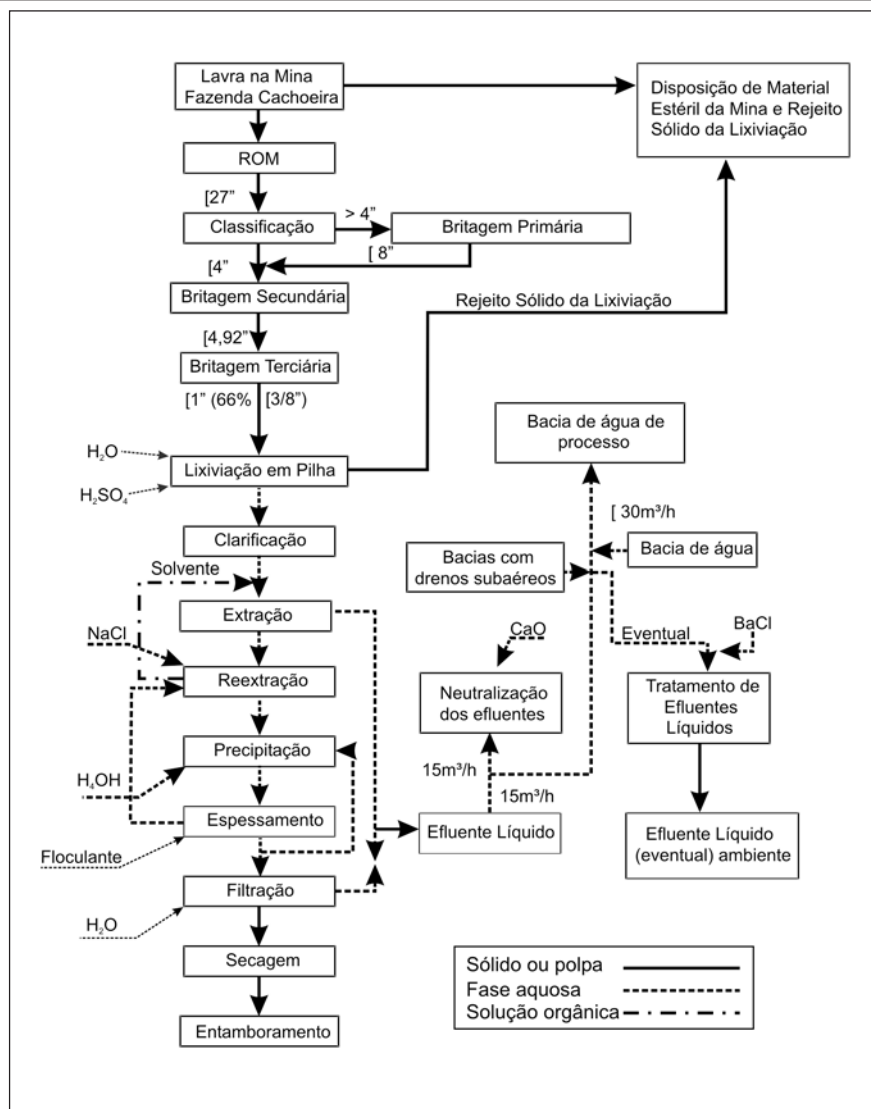 Lavra na Mina
Fazenda Cachoeira
Disposição de Material
Estéril da Mina e Rejeito
Sólido da Lixiviação
ROM
[27”
Classificação
> 4”
Britagem Primária
[ 8”
[4”
Britagem Secundária
Rejeito Sólido da Lixiviação
[4,92”
Britagem Terciária
[1” (66%
[3/8”)
Bacia de água de
processo
H₂O
Lixiviação em Pilha
H₂SO₄
[ 30m³/h
Clarificação
Bacias com
drenos subaéreos
Bacia de água
Solvente
Extração
NaCl
CaO
Eventual
BaCl
Reextração
Neutralização
dos efluentes
Tratamento de
Efluentes
Líquidos
Precipitação
15m³/h
H₄OH
15m³/h
Espessamento
Efluente Líquido
Efluente Líquido
(eventual) ambiente
Floculante
Filtração
H₂O
Secagem
Sólido ou polpa
Fase aquosa
Solução orgânica
Entamboramento